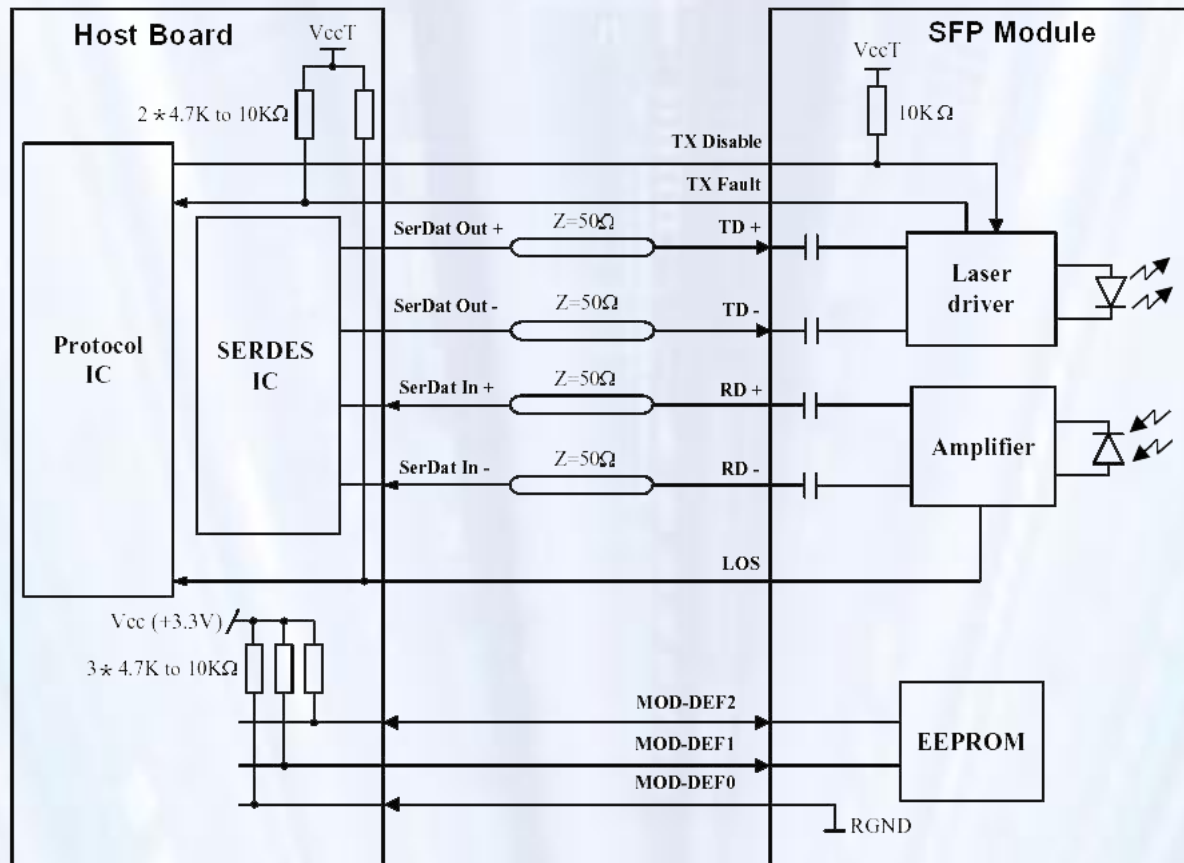 Host Board
VccT
SFP Module
VccT
2*4.7K to 10KΩ
10KΩ
TX Disable
TX Fault
SerDat Out +
Z=50Ω
TD +
SerDat Out -
Z=50Ω
TD -
Laser
driver
Protocol
IC
SERDES
IC
SerDat In +
Z=50Ω
RD +
SerDat In -
Z=50Ω
RD -
Amplifier
LOS
Vcc (+3.3V)
3*4.7K to 10KΩ
MOD-DEF2
MOD-DEF1
MOD-DEF0
EEPROM
RGND